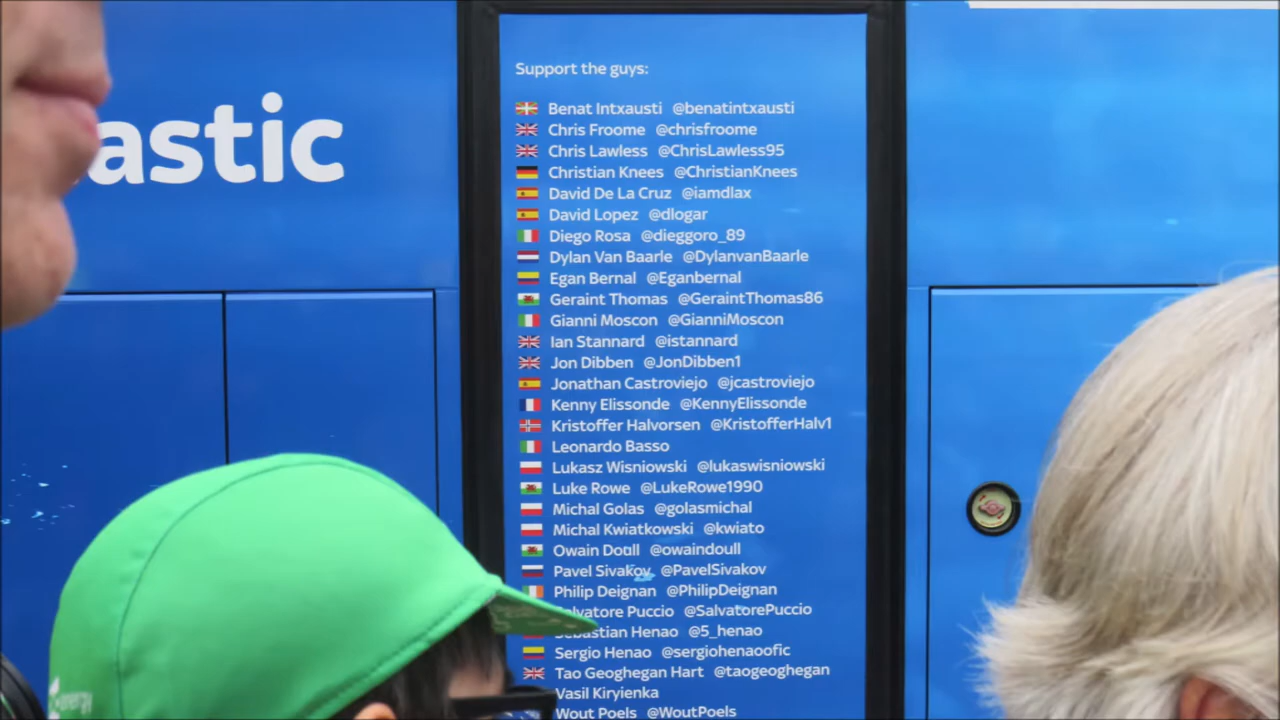 astic
Support the guys:
Benat Intxausti @benatintxausti
Chris Froome @chrisfroome
Chris Lawless @ChrisLawless95
Christian Knees @ChristianKnees
David De La Cruz @iamdlax
David Lopez @dlogar
Diego Rosa @dieggoro_89
Dylan Van Baarle @DylanvanBaarle
Egan Bernal @Eganbernal
Geraint Thomas @GeraintThomas86
Gianni Moscon @GianniMoscon
Ian Stannard @istannard
Jon Dibben @JonDibben1
Jonathan Castroviejo @jcastroviejo
Kenny Elissonde @KennyElissonde
Kristoffer Halvorsen @KristofferHalv1
Leonardo Basso
Lukasz Wisniowski @lukaswisniowski
Luke Rowe @LukeRowe1990
Michal Golas @golasmichal
Michal Kwiatkowski @kwiato
Owain Doull @owaindoull
Pavel Sivakov @PavelSivakov
Philip Deignan @PhilipDeignan
alvatore Puccio @SalvatorePuccio
Sebastian Henao @5_henao
Sergio Henao @sergiohenaoofic
Tao Geoghegan Hart @taogeoghegan
Vasil Kiryienka
Wout Poels @WoutPoels